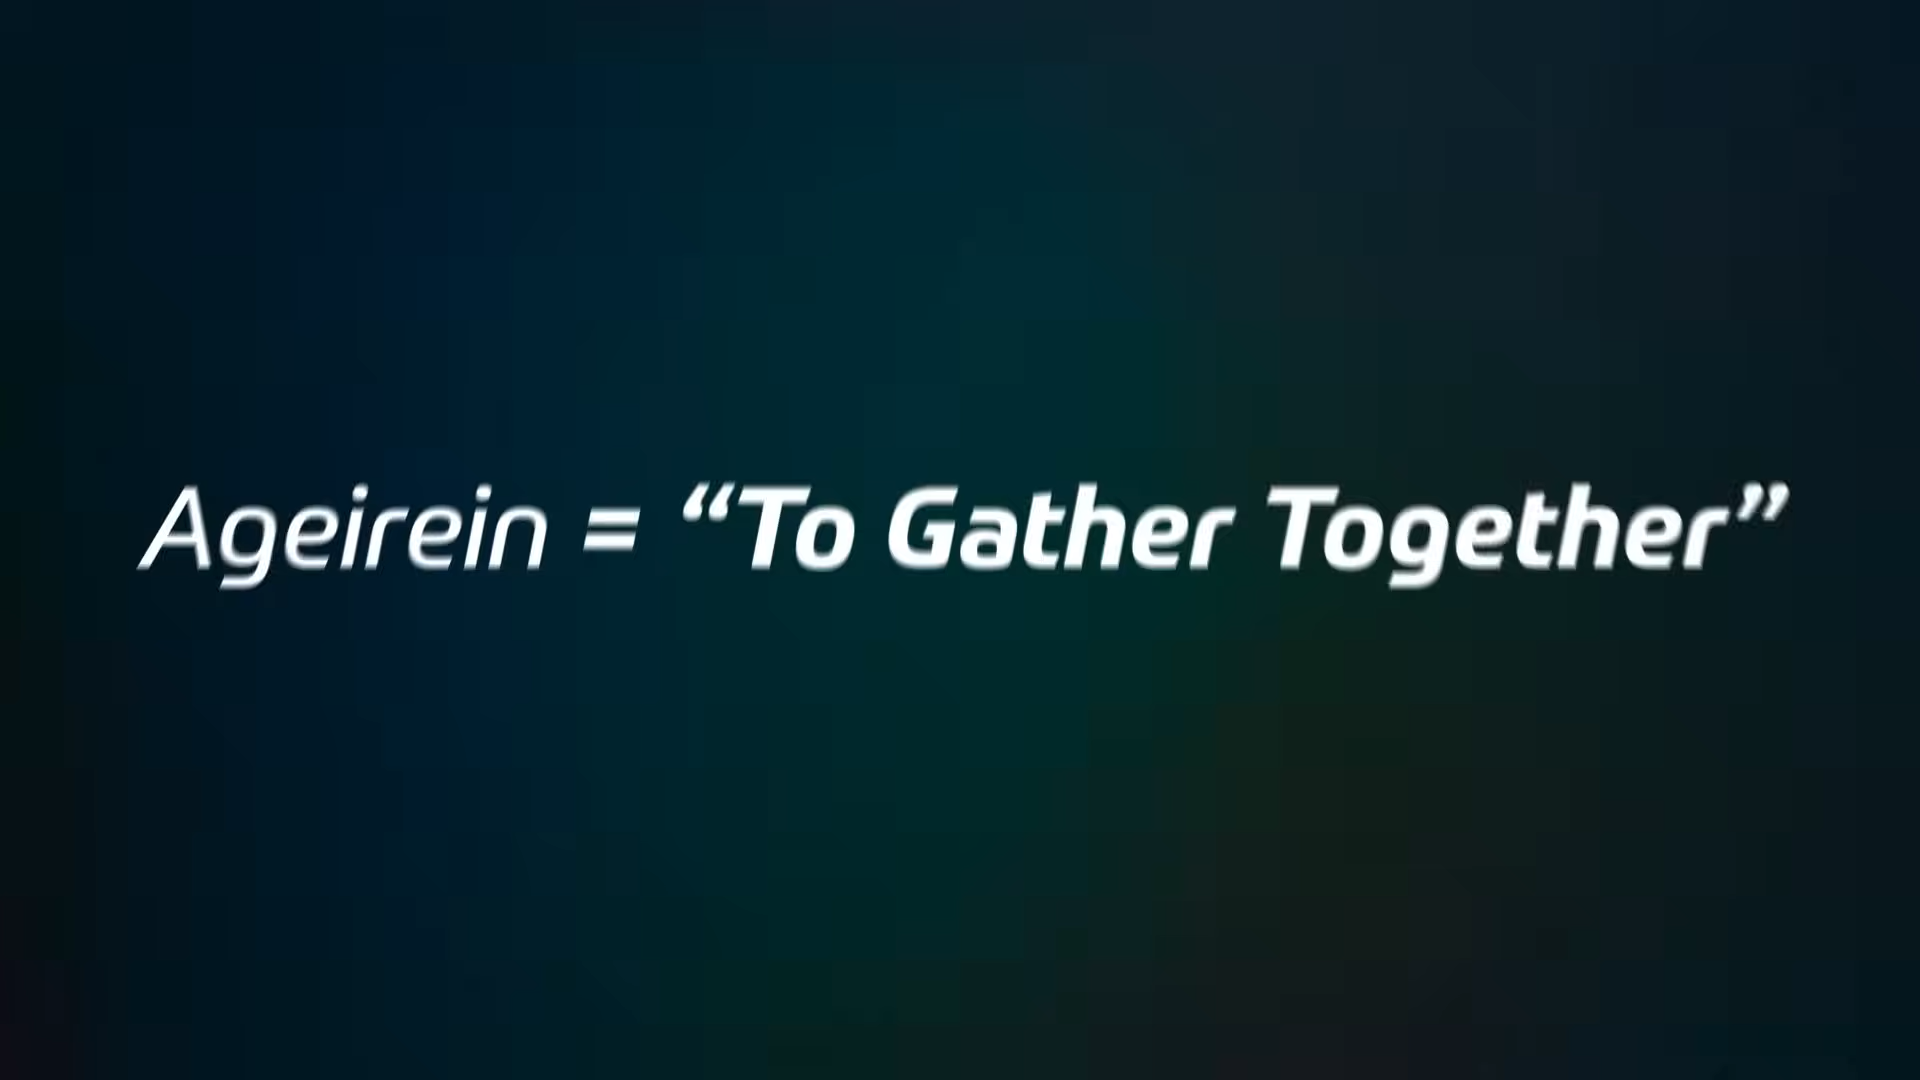 Ageirein = “To Gather Together”